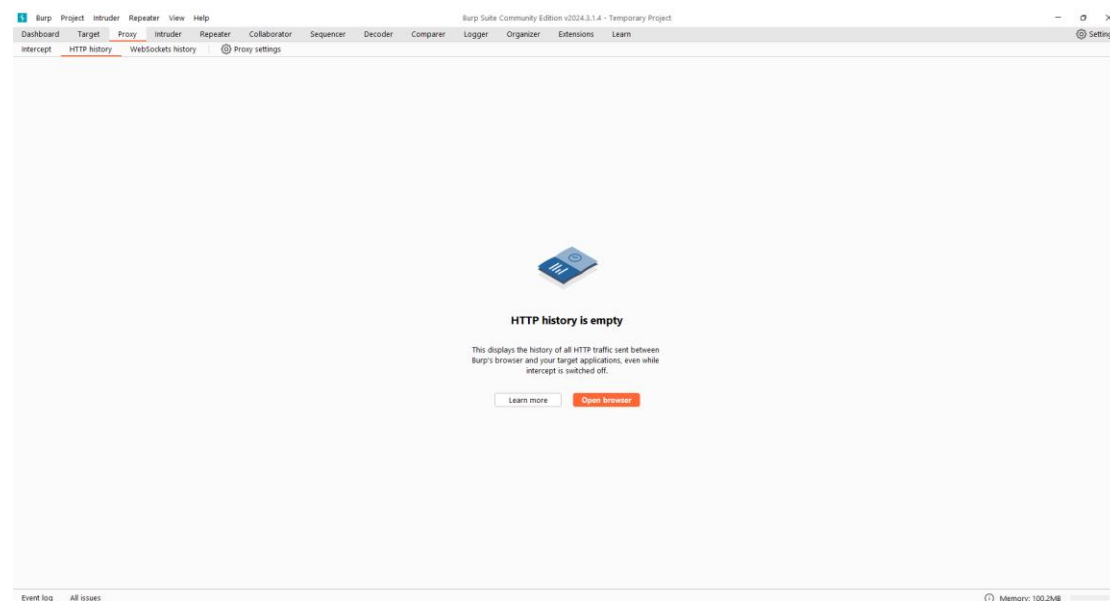 Burp Project Intruder Repeater View Help Burp Suite Community Edition v2024.3.1.4 - Temporary Project
Dashboard Target Proxy Intruder Repeater Collaborator Sequencer Decoder Comparer Logger Organizer Extensions Learn Setting
Intercept HTTP history WebSockets history Proxy settings
HTTP history is empty
This displays the history of all HTTP traffic sent between
Burp's browser and your target applications, even while
intercept is switched off.
Learn more Open browser
Event log All issues Memory: 100.2MB